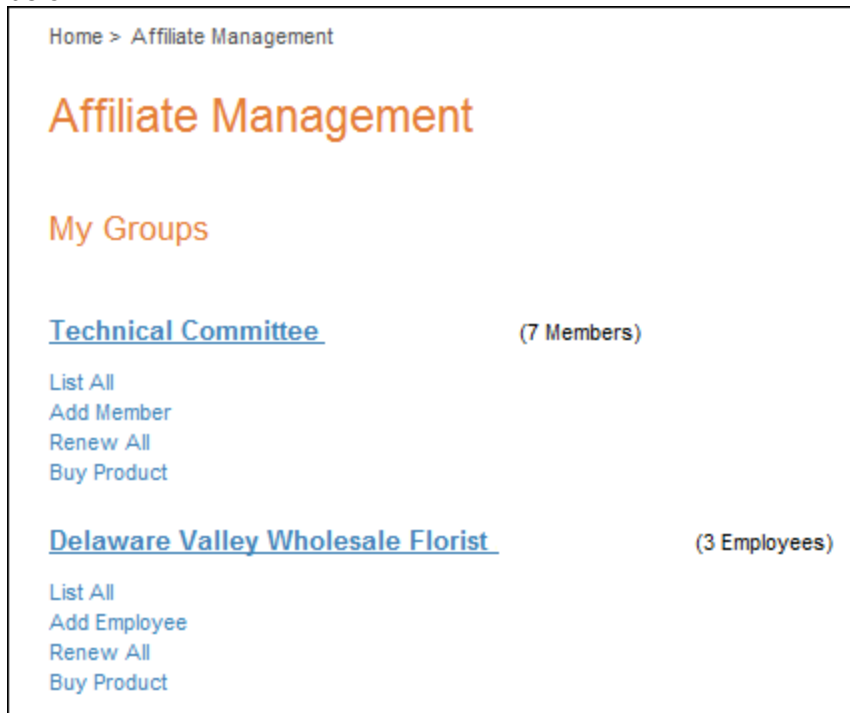 Home > Affiliate Management
Affiliate Management
My Groups
Technical Committee (7 Members)
List All
Add Member
Renew All
Buy Product
Delaware Valley Wholesale Florist (3 Employees)
List All
Add Employee
Renew All
Buy Product